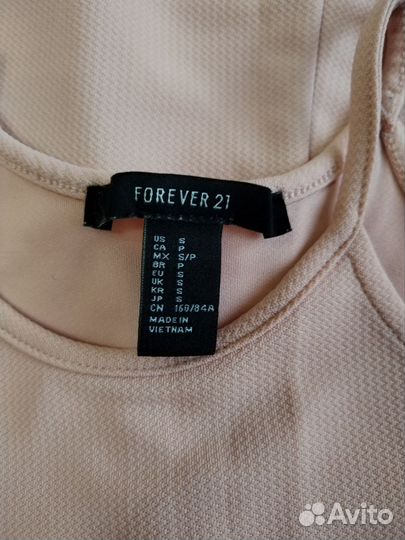 FOREVER 21
US S
CA P
MX S/P
BR P
EU S
UK S
KR S
JP S
CN 160/84A
MADE IN
VIETNAM
Avito